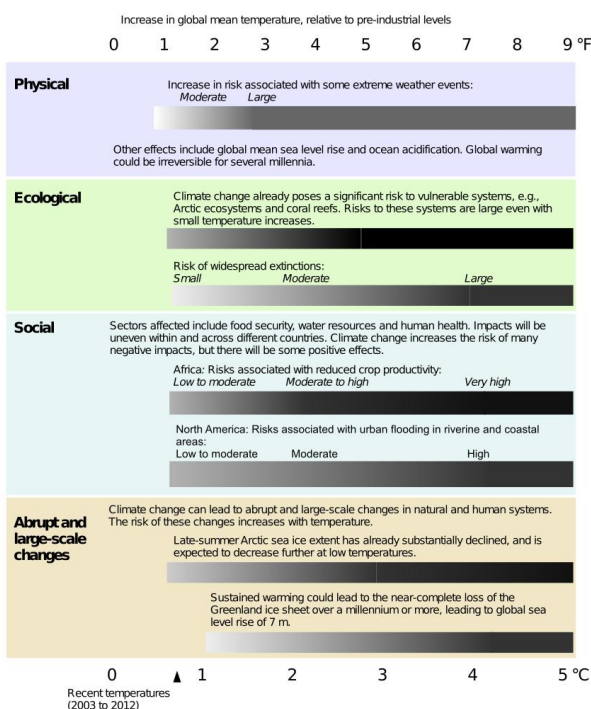 Increase in global mean temperature, relative to pre-industrial levels
0 1 2 3 4 5 6 7 8 9 °F
Physical
Increase in risk associated with some extreme weather events:
Moderate Large
Other effects include global mean sea level rise and ocean acidification. Global warming
could be irreversible for several millennia.
Ecological
Climate change already poses a significant risk to vulnerable systems, e.g.,
Arctic ecosystems and coral reefs. Risks to these systems are large even with
small temperature increases.
Risk of widespread extinctions:
Small Moderate Large
Social
Sectors affected include food security, water resources and human health. Impacts will be
uneven within and across different countries. Climate change increases the risk of many
negative impacts, but there will be some positive effects.
Africa: Risks associated with reduced crop productivity:
Low to moderate Moderate to high Very high
North America: Risks associated with urban flooding in riverine and coastal
areas:
Low to moderate Moderate High
Abrupt and
large-scale
changes
Climate change can lead to abrupt and large-scale changes in natural and human systems.
The risk of these changes increases with temperature.
Late-summer Arctic sea ice extent has already substantially declined, and is
expected to decrease further at low temperatures.
Sustained warming could lead to the near-complete loss of the
Greenland ice sheet over a millennium or more, leading to global sea
level rise of 7 m.
0 1 2 3 4 5 °C
Recent temperatures
(2003 to 2012)